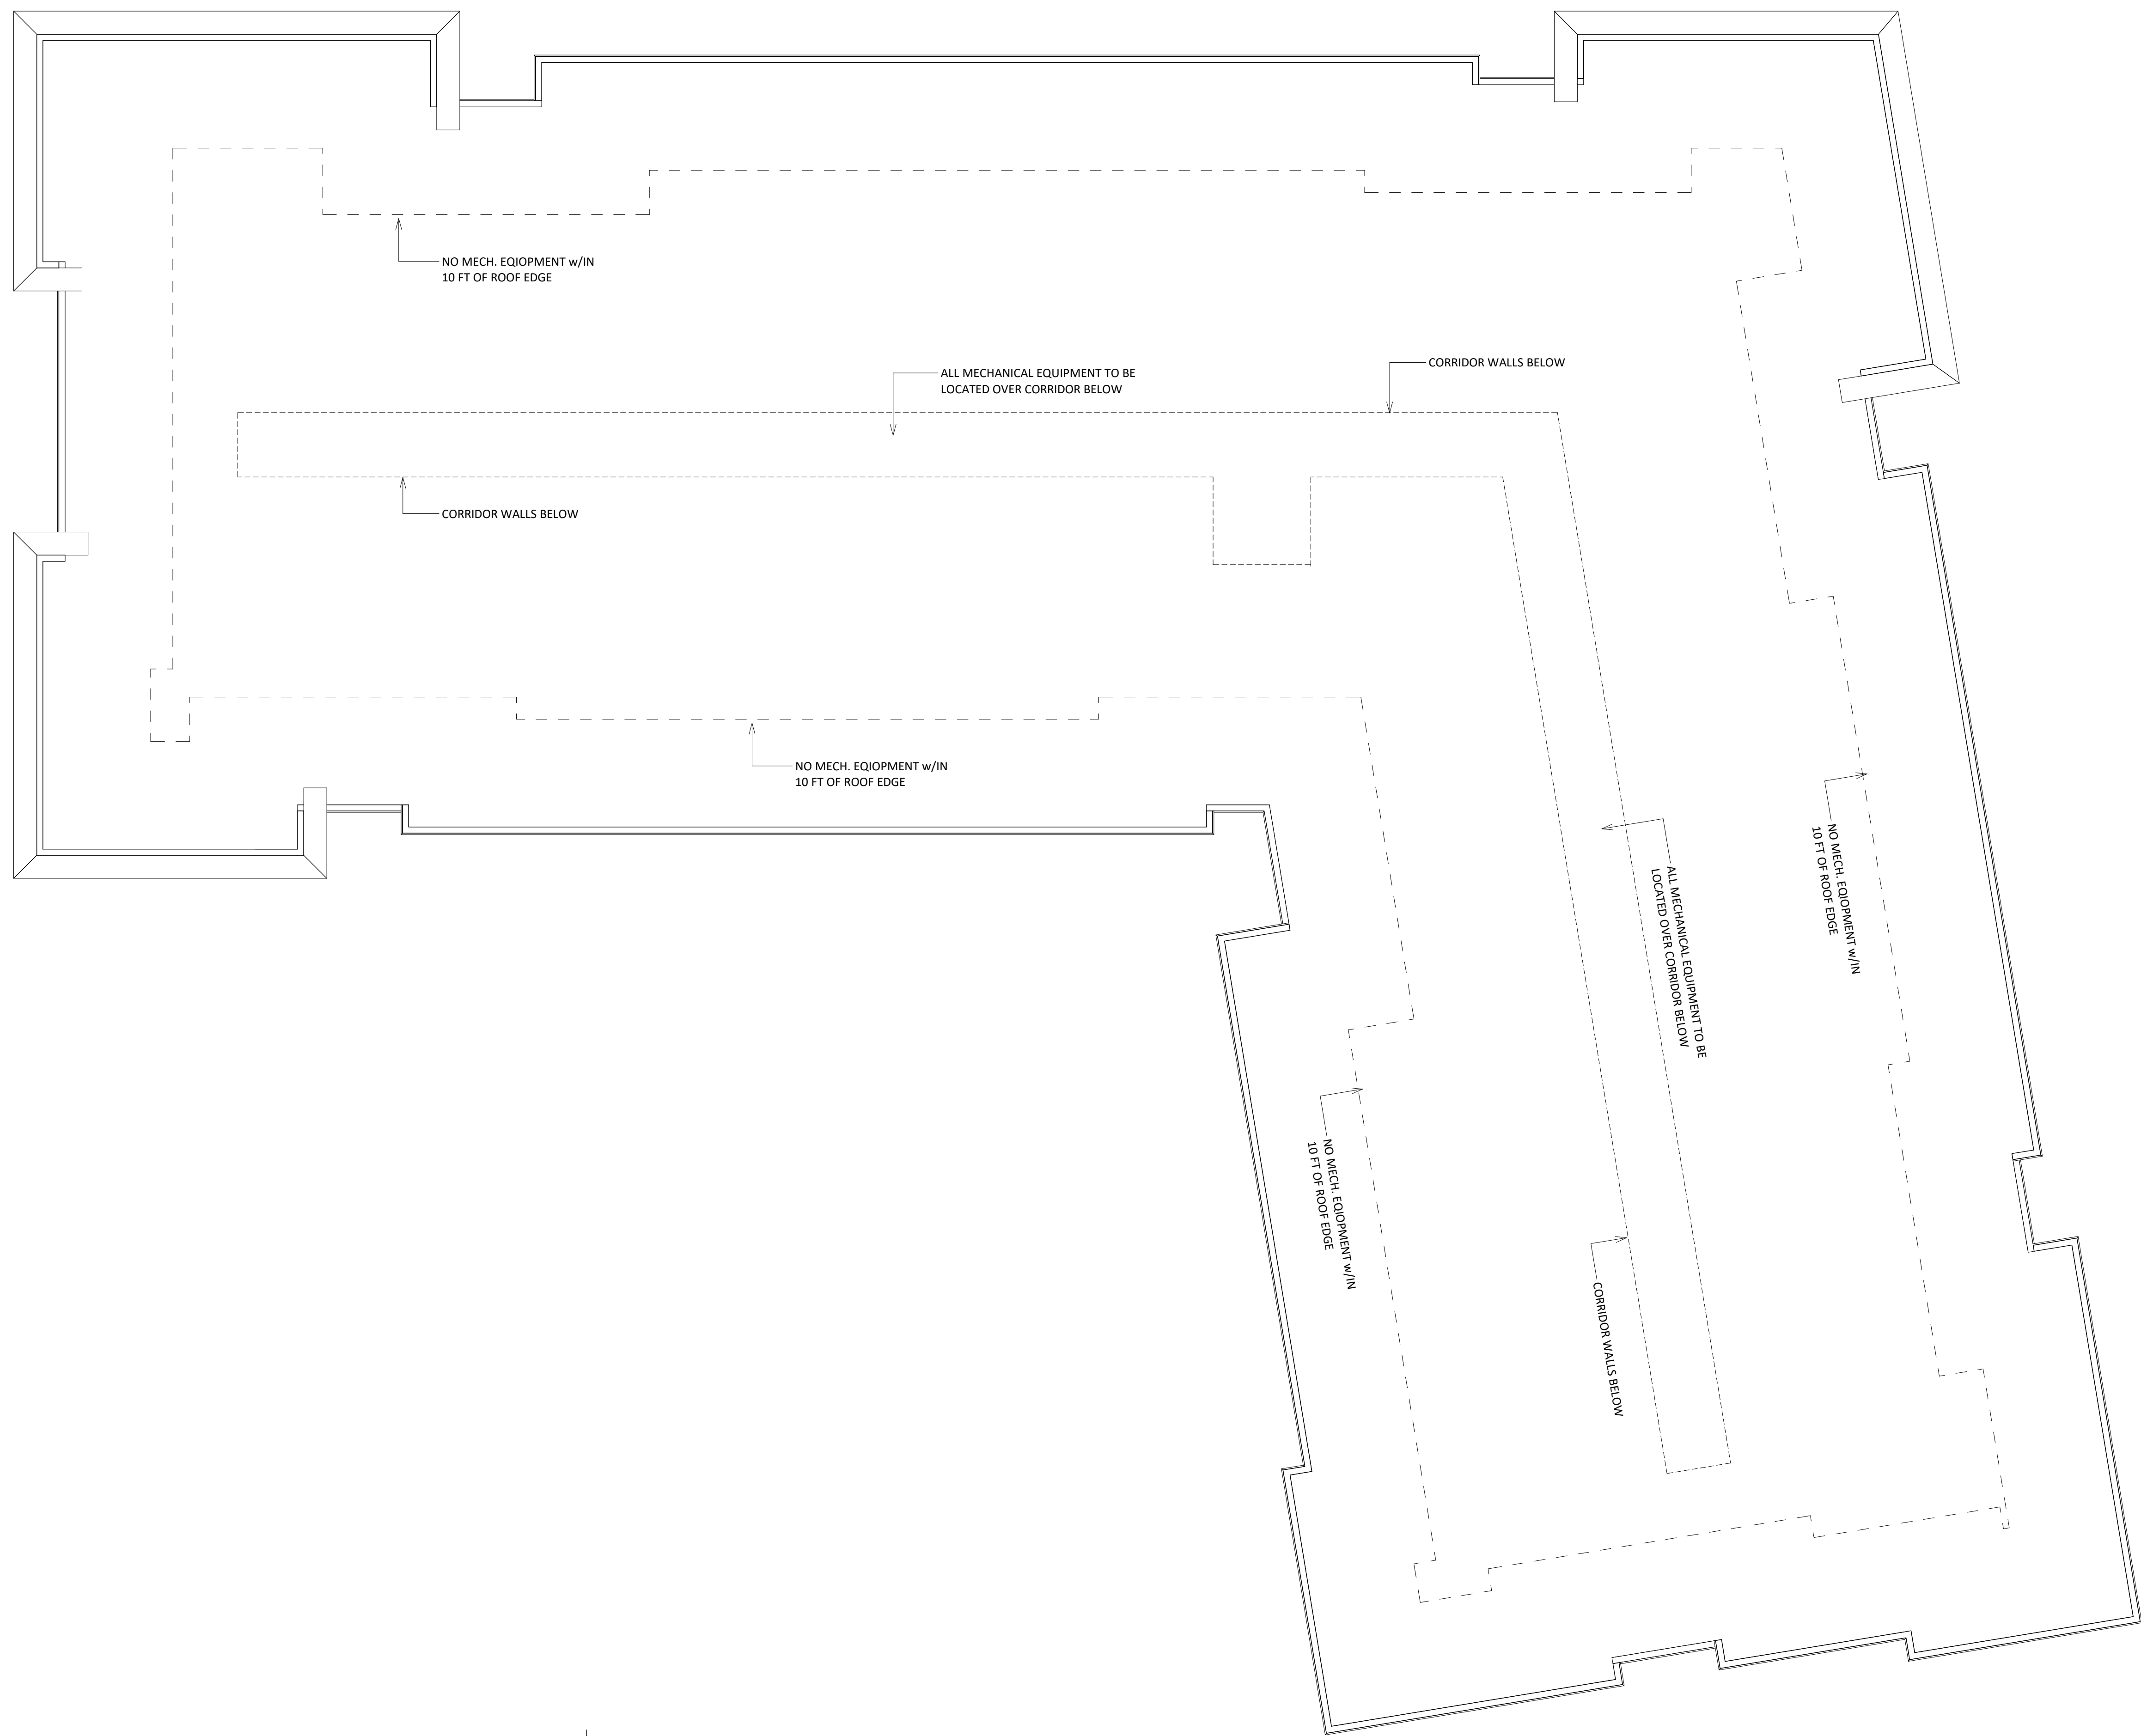 NO MECH. EQIOPMENT w/IN
10 FT OF ROOF EDGE
ALL MECHANICAL EQUIPMENT TO BE
LOCATED OVER CORRIDOR BELOW
CORRIDOR WALLS BELOW
CORRIDOR WALLS BELOW
NO MECH. EQIOPMENT w/IN
10 FT OF ROOF EDGE
NO MECH. EQIOPMENT w/IN
10 FT OF ROOF EDGE
ALL MECHANICAL EQUIPMENT TO BE
LOCATED OVER CORRIDOR BELOW
NO MECH. EQIOPMENT w/IN
10 FT OF ROOF EDGE
CORRIDOR WALLS BELOW